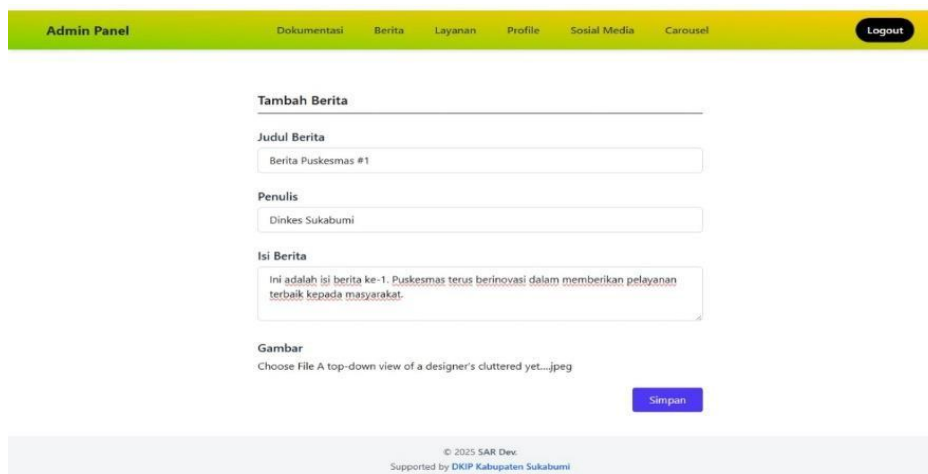 Admin Panel Dokumentasi Berita Layanan Profile Sosial Media Carousel Logout
Tambah Berita
Judul Berita
Berita Puskesmas #1
Penulis
Dinkes Sukabumi
Isi Berita
Ini adalah isi berita ke-1. Puskesmas terus berinovasi dalam memberikan pelayanan
terbaik kepada masyarakat.
Gambar
Choose File A top-down view of a designer's cluttered yet....jpeg
Simpan
© 2025 SAR Dev.
Supported by DKIP Kabupaten Sukabumi